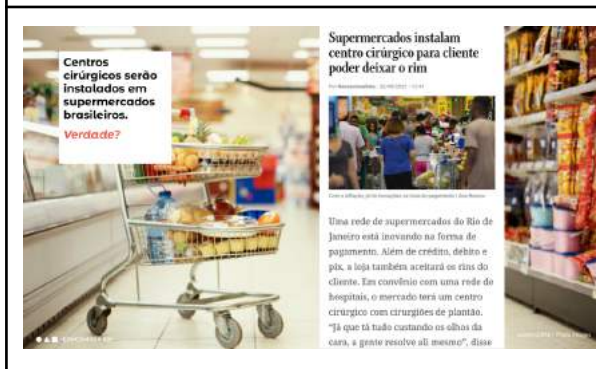 Centros
cirúrgicos serão
instalados em
supermercados
brasileiros.
Verdade?
Supermercados instalam
centro cirúrgico para cliente
poder deixar o rim
Por
Uma rede de supermercados do Rio de
Janeiro está inovando na forma de
pagamento. Além de crédito, débito e
pix, a loja também aceitará os rins do
cliente. Em convênio com uma rede de
hospitais, o mercado terá um centro
cirúrgico com cirurgiões de plantão.
"Já que tá tudo custando os olhos da
cara, a gente resolve ali mesmo", disse